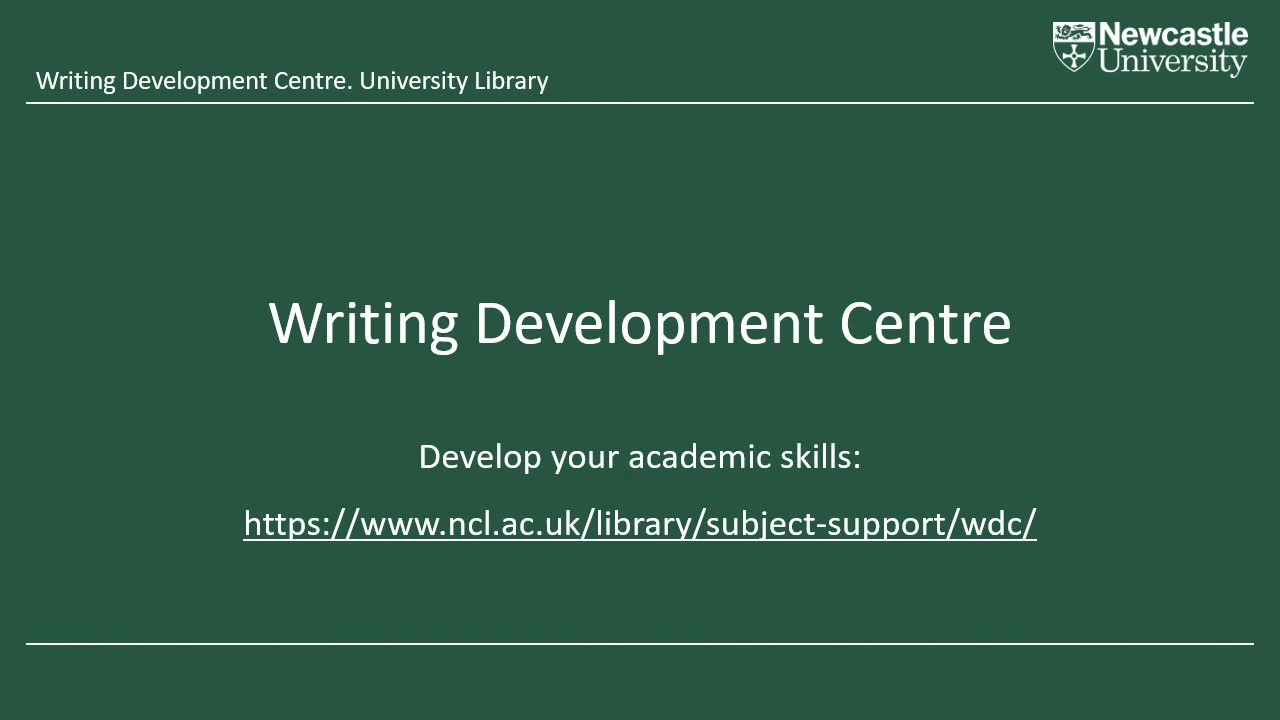 Newcastle
University
Writing Development Centre. University Library
Writing Development Centre
Develop your academic skills:
https://www.ncl.ac.uk/library/subject-support/wdc/